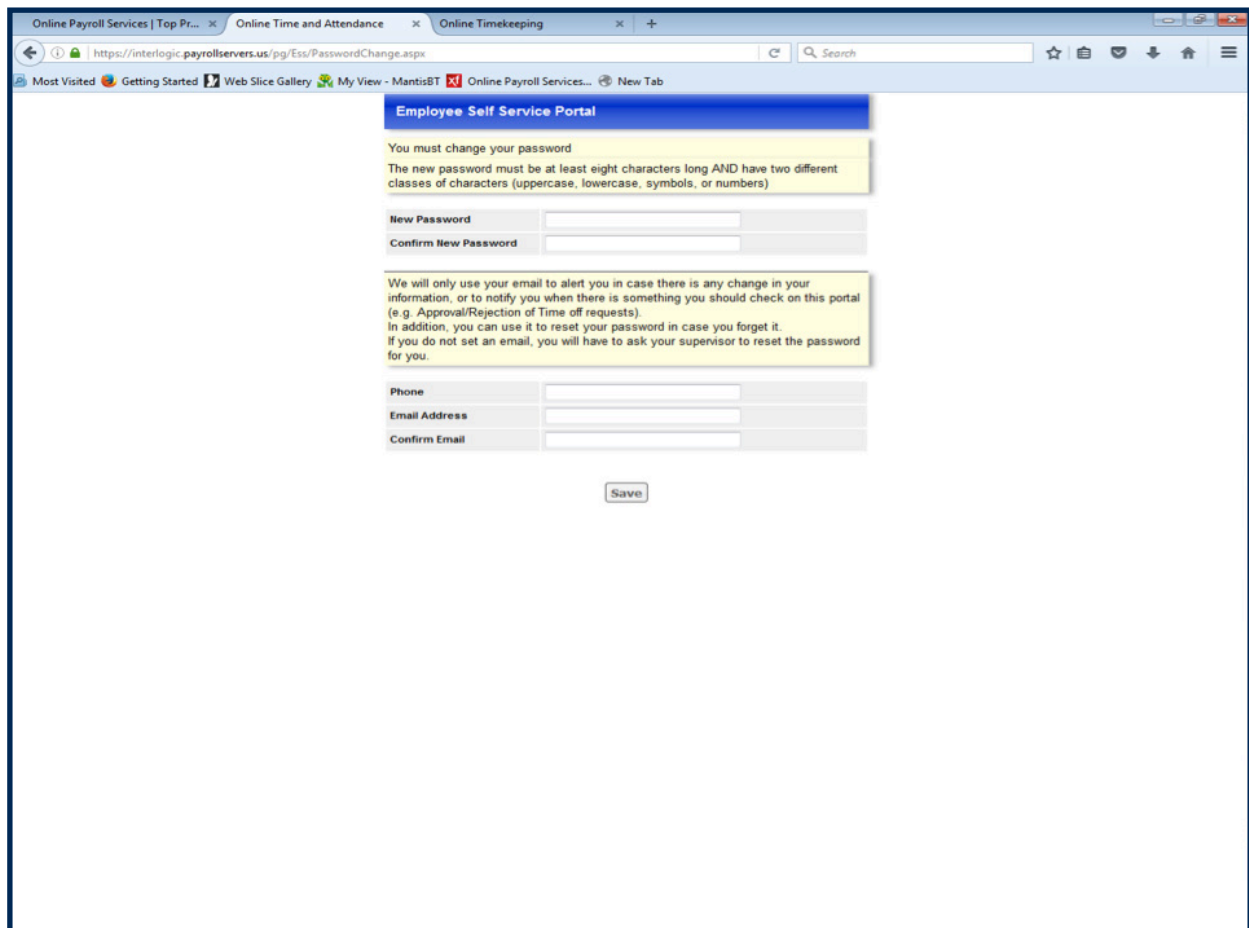 Online Payroll Services | Top Pr... × Online Time and Attendance × Online Timekeeping × +
https://interlogic.payrollservers.us/pg/Ess/PasswordChange.aspx Search
Most Visited Getting Started Web Slice Gallery My View - MantisBT Online Payroll Services... New Tab
Employee Self Service Portal
You must change your password
The new password must be at least eight characters long AND have two different
classes of characters (uppercase, lowercase, symbols, or numbers)
New Password
Confirm New Password
We will only use your email to alert you in case there is any change in your
information, or to notify you when there is something you should check on this portal
(e.g. Approval/Rejection of Time off requests).
In addition, you can use it to reset your password in case you forget it.
If you do not set an email, you will have to ask your supervisor to reset the password
for you.
Phone
Email Address
Confirm Email
Save